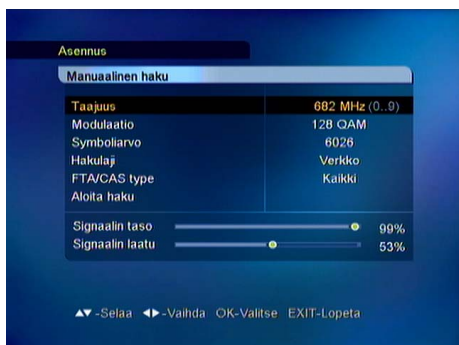 Asennus
Manuaalinen haku
Taajuus 682 MHz (0..9)
Modulaatio 128 QAM
Symboliarvo 6026
Hakulaji Verkko
FTA/CAS type Kaikki
Aloita haku
Signaalin taso 99%
Signaalin laatu 53%
▲▼-Selaa ◀▶-Vaihda OK-Valitse EXIT-Lopeta